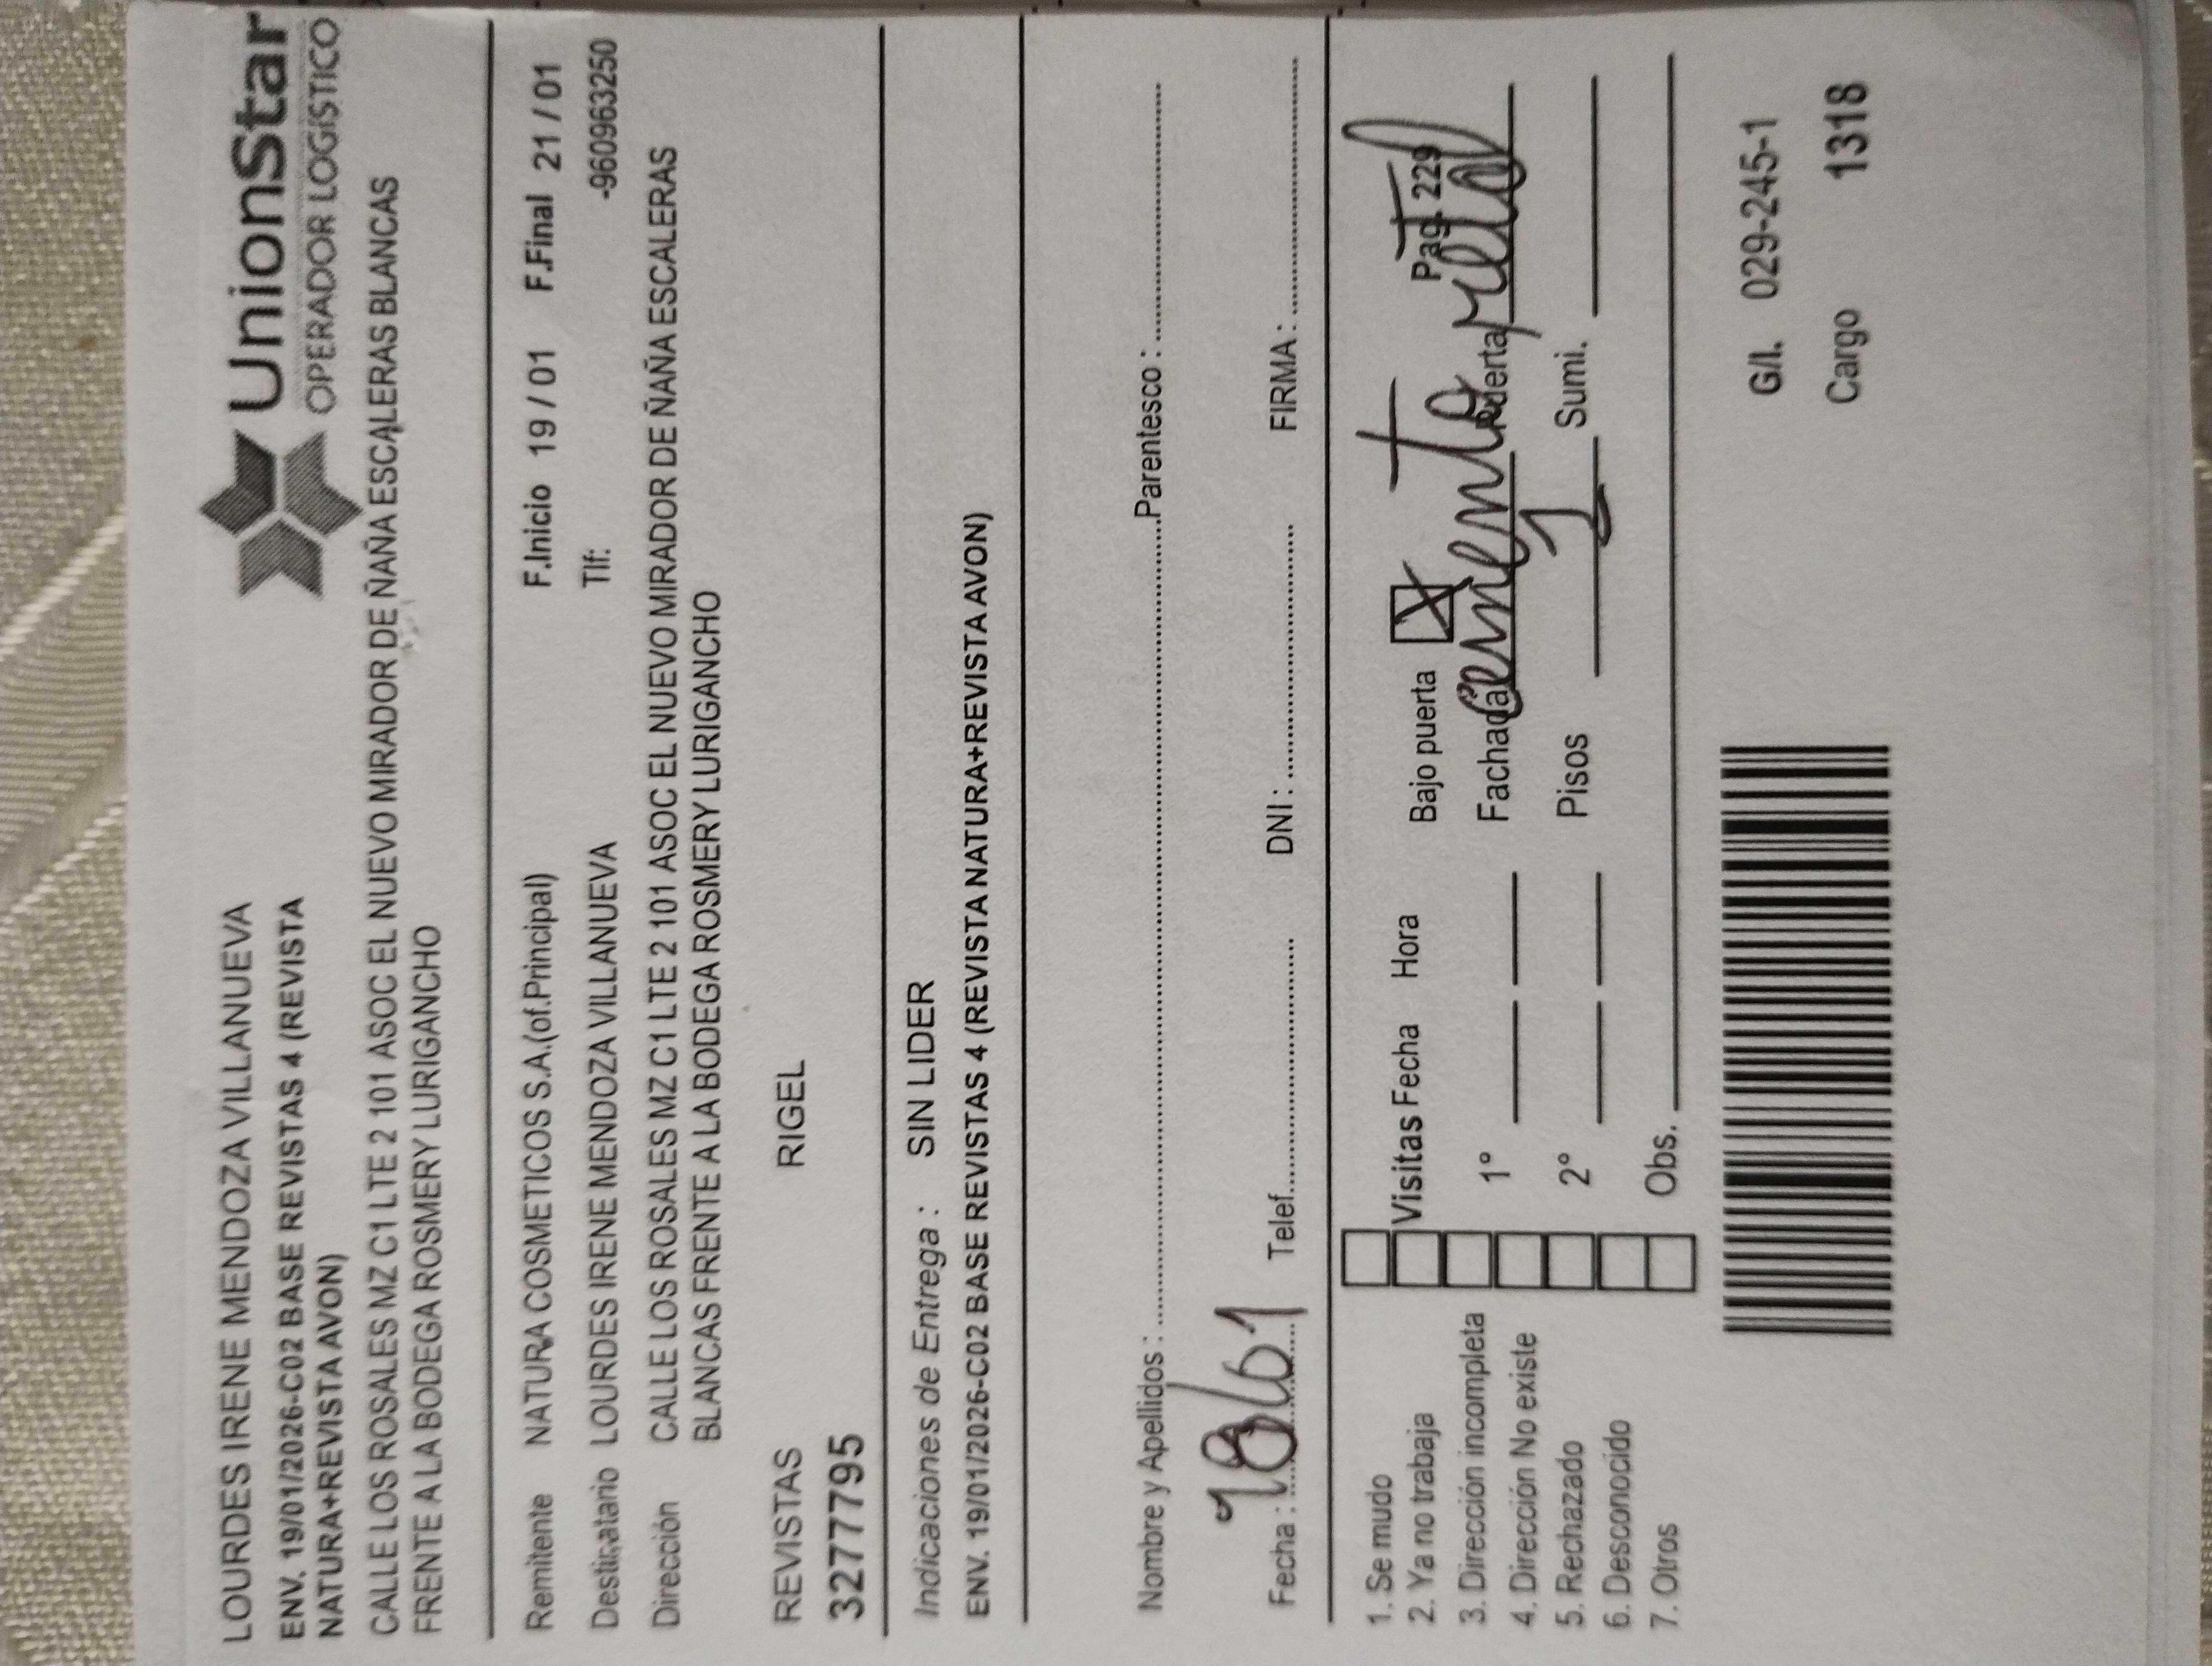 LOURDES IRENE MENDOZA VILLANUEVA
UnionStar
OPERADOR LOGÍSTICO
ENV. 19/01/2026-C02 BASE REVISTAS 4 (REVISTA
NATURA+REVISTA AVON)
CALLE LOS ROSALES MZ C1 LTE 2 101 ASOC EL NUEVO MIRADOR DE ÑAÑA ESCALERAS BLANCAS
FRENTE A LA BODEGA ROSMERY LURIGANCHO
Remitente NATURA COSMETICOS S.A.(of.Principal) F.Inicio 19 / 01 F.Final 21 / 01
Destinatario LOURDES IRENE MENDOZA VILLANUEVA Tlf: -960963250
Dirección CALLE LOS ROSALES MZ C1 LTE 2 101 ASOC EL NUEVO MIRADOR DE ÑAÑA ESCALERAS
BLANCAS FRENTE A LA BODEGA ROSMERY LURIGANCHO
REVISTAS RIGEL
3277795
Indicaciones de Entrega : SIN LIDER
ENV. 19/01/2026-C02 BASE REVISTAS 4 (REVISTA NATURA+REVISTA AVON)
Nombre y Apellidos : Parentesco :
Fecha : Telef. DNI : FIRMA :
1. Se mudo
2. Ya no trabaja
3. Dirección incompleta
4. Dirección No existe
5. Rechazado
6. Desconocido
7. Otros
Visitas Fecha Hora Bajo puerta X Pag. 229
1° Fachada Cemento Puerta metal
2° Pisos 1 Sumi.
Obs.
G/I. 029-245-1
Cargo 1318